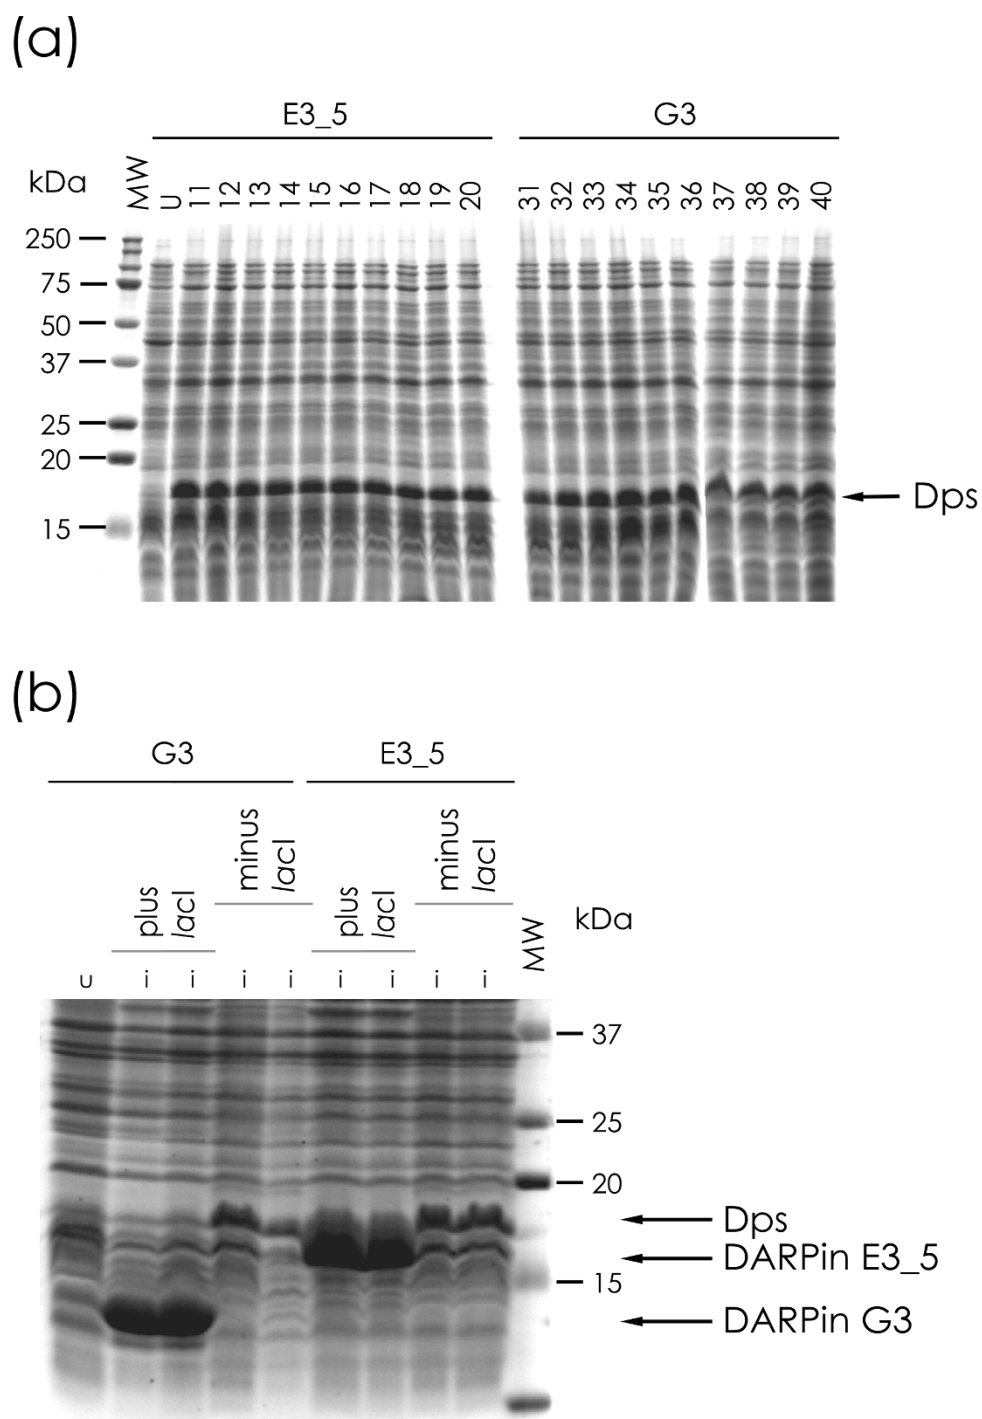 (a)
E3_5 G3
kDa MW U 11 12 13 14 15 16 17 18 19 20 31 32 33 34 35 36 37 38 39 40
250
75
50
37
25
20
Dps
15
(b)
G3 E3_5
plus lacI minus lacI plus lacI minus lacI MW kDa
U i i i i i i i i
37
25
20
Dps
DARPin E3_5
15
DARPin G3